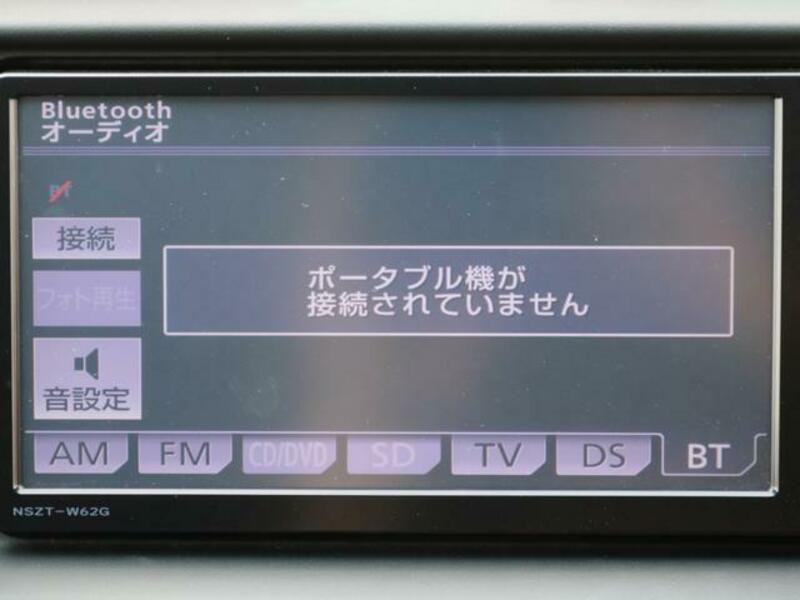 Bluetooth
オーディオ
BT
接続
フォト再生
ポータブル機が
接続されていません
音設定
AM FM CD/DVD SD TV DS BT
NSZT-W62G